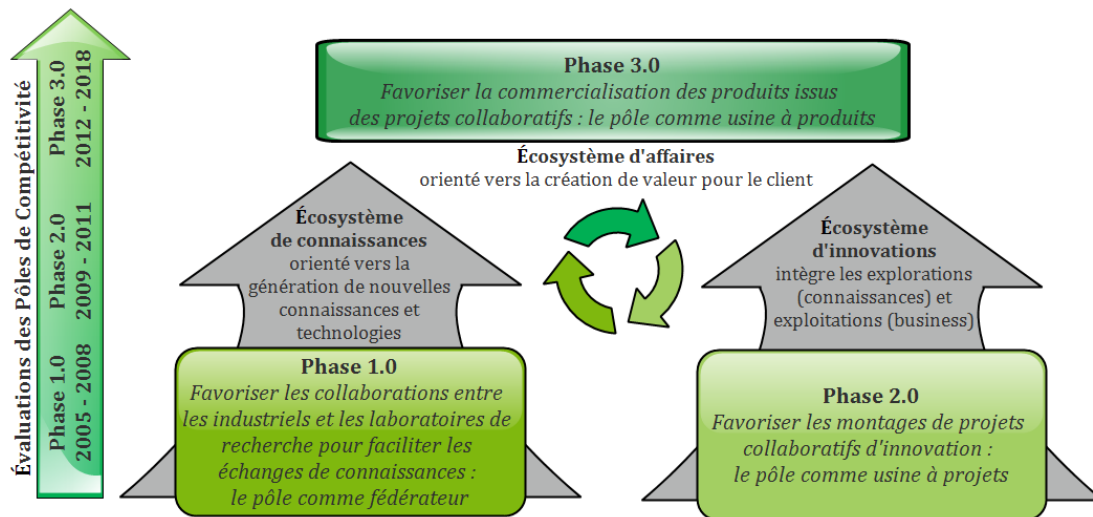 Évaluations des Pôles de Compétitivité
Phase 1.0
2005 - 2008
Phase 2.0
2009 - 2011
Phase 3.0
2012 - 2018
Phase 3.0
Favoriser la commercialisation des produits issus
des projets collaboratifs : le pôle comme usine à produits
Écosystème d'affaires
orienté vers la création de valeur pour le client
Écosystème
de connaissances
orienté vers la
génération de nouvelles
connaissances et
technologies
Écosystème
d'innovations
intègre les explorations
(connaissances) et
exploitations (business)
Phase 1.0
Favoriser les collaborations entre
les industriels et les laboratoires de
recherche pour faciliter les
échanges de connaissances :
le pôle comme fédérateur
Phase 2.0
Favoriser les montages de projets
collaboratifs d'innovation :
le pôle comme usine à projets